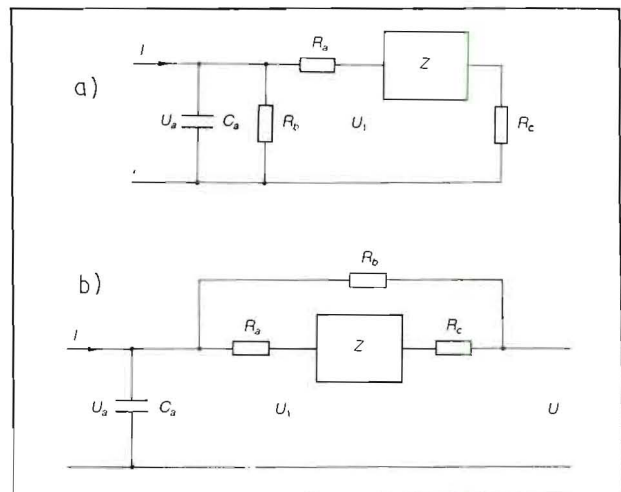 a)
I
R_a
Z
U_a
C_a
R_b
U_1
R_c
b)
R_b
I
R_a
Z
R_c
U_a
C_a
U_1
U